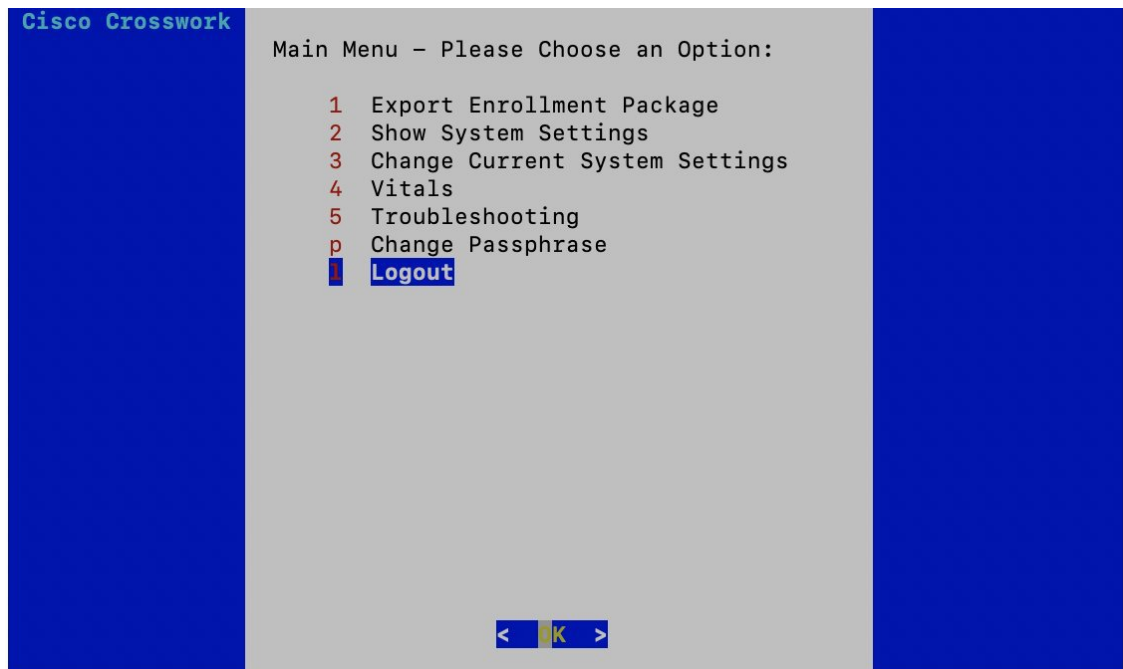 Cisco Crosswork
Main Menu – Please Choose an Option:
1 Export Enrollment Package
2 Show System Settings
3 Change Current System Settings
4 Vitals
5 Troubleshooting
p Change Passphrase
l Logout
< OK >